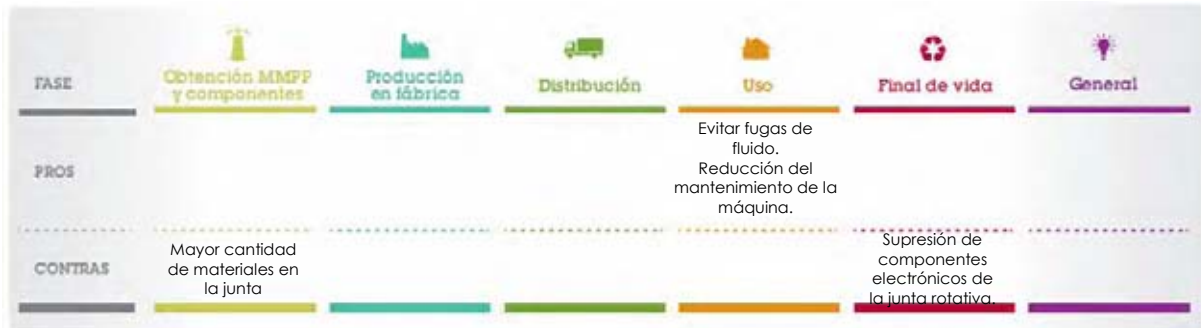 FASE
Obtención MMPP
y componentes
Producción
en fábrica
Distribución
Uso
Final de vida
General
PROS
Evitar fugas de
fluido.
Reducción del
mantenimiento de la
máquina.
CONTRAS
Mayor cantidad
de materiales en
la junta
Supresión de
componentes
electrónicos de
la junta rotativa.